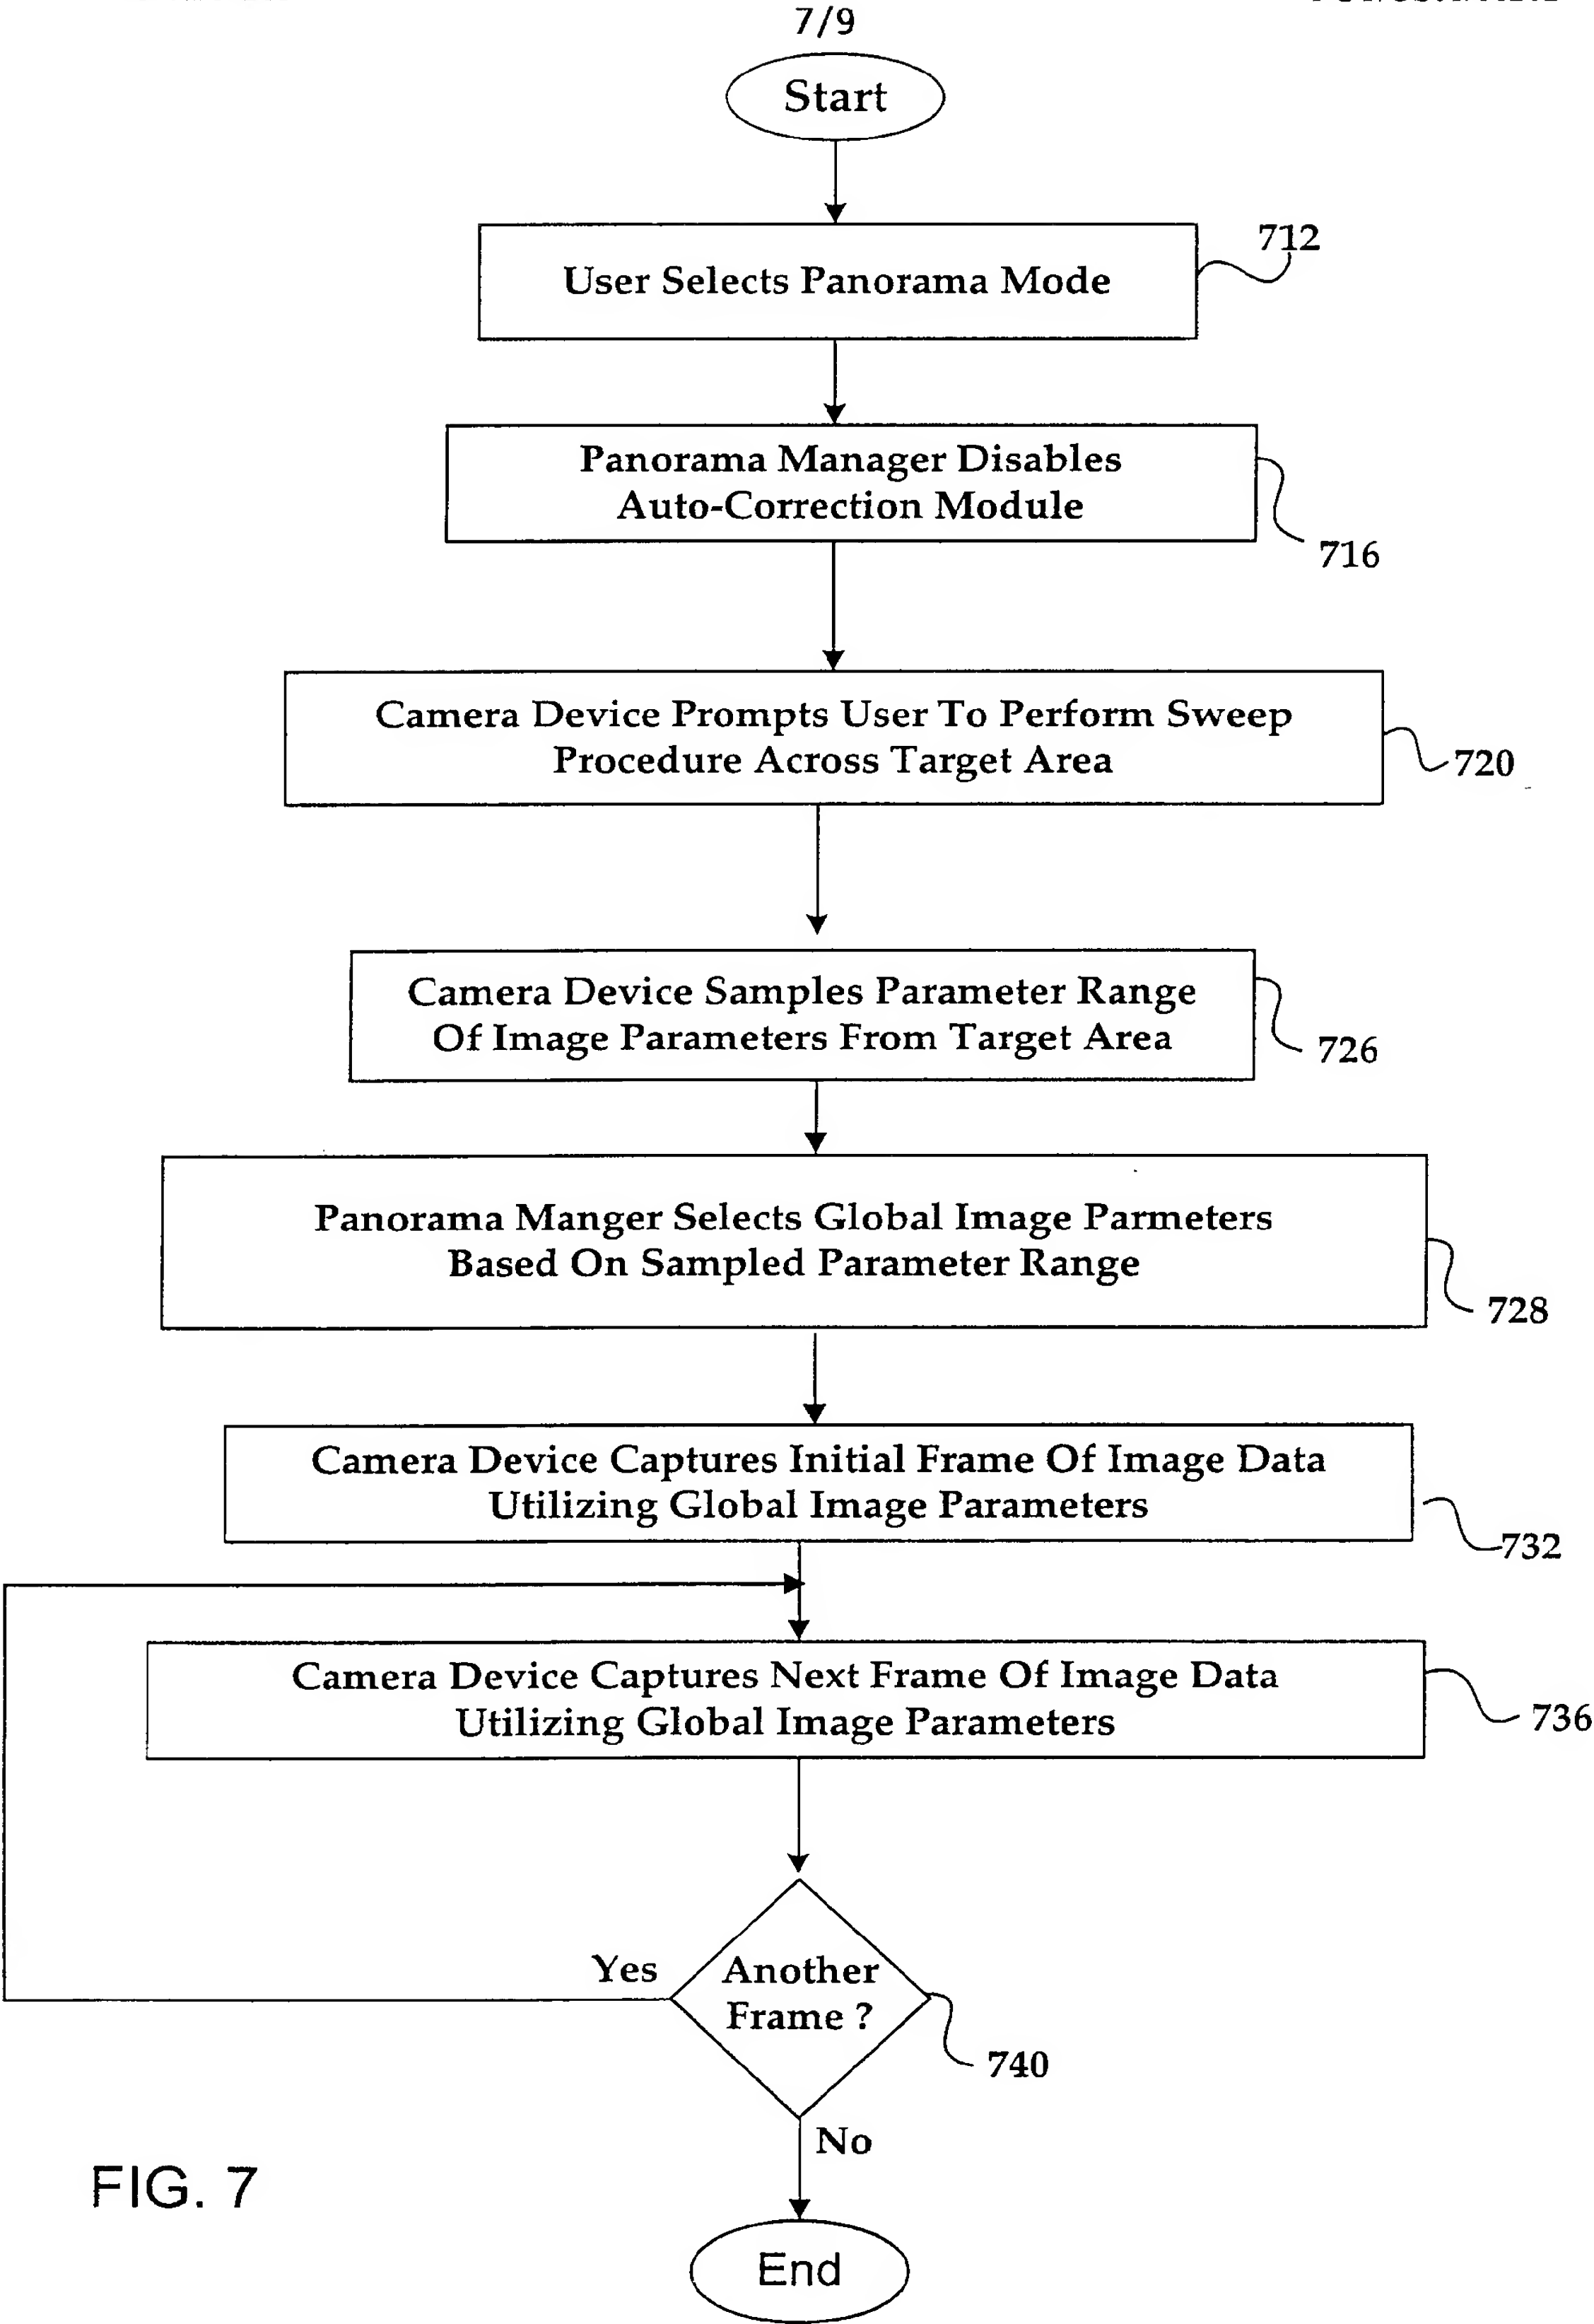 7/9
Start
712
User Selects Panorama Mode
Panorama Manager Disables
Auto-Correction Module
716
Camera Device Prompts User To Perform Sweep
Procedure Across Target Area
720
Camera Device Samples Parameter Range
Of Image Parameters From Target Area
726
Panorama Manger Selects Global Image Parmeters
Based On Sampled Parameter Range
728
Camera Device Captures Initial Frame Of Image Data
Utilizing Global Image Parameters
732
Camera Device Captures Next Frame Of Image Data
Utilizing Global Image Parameters
736
Yes
Another
Frame ?
740
No
FIG. 7
End